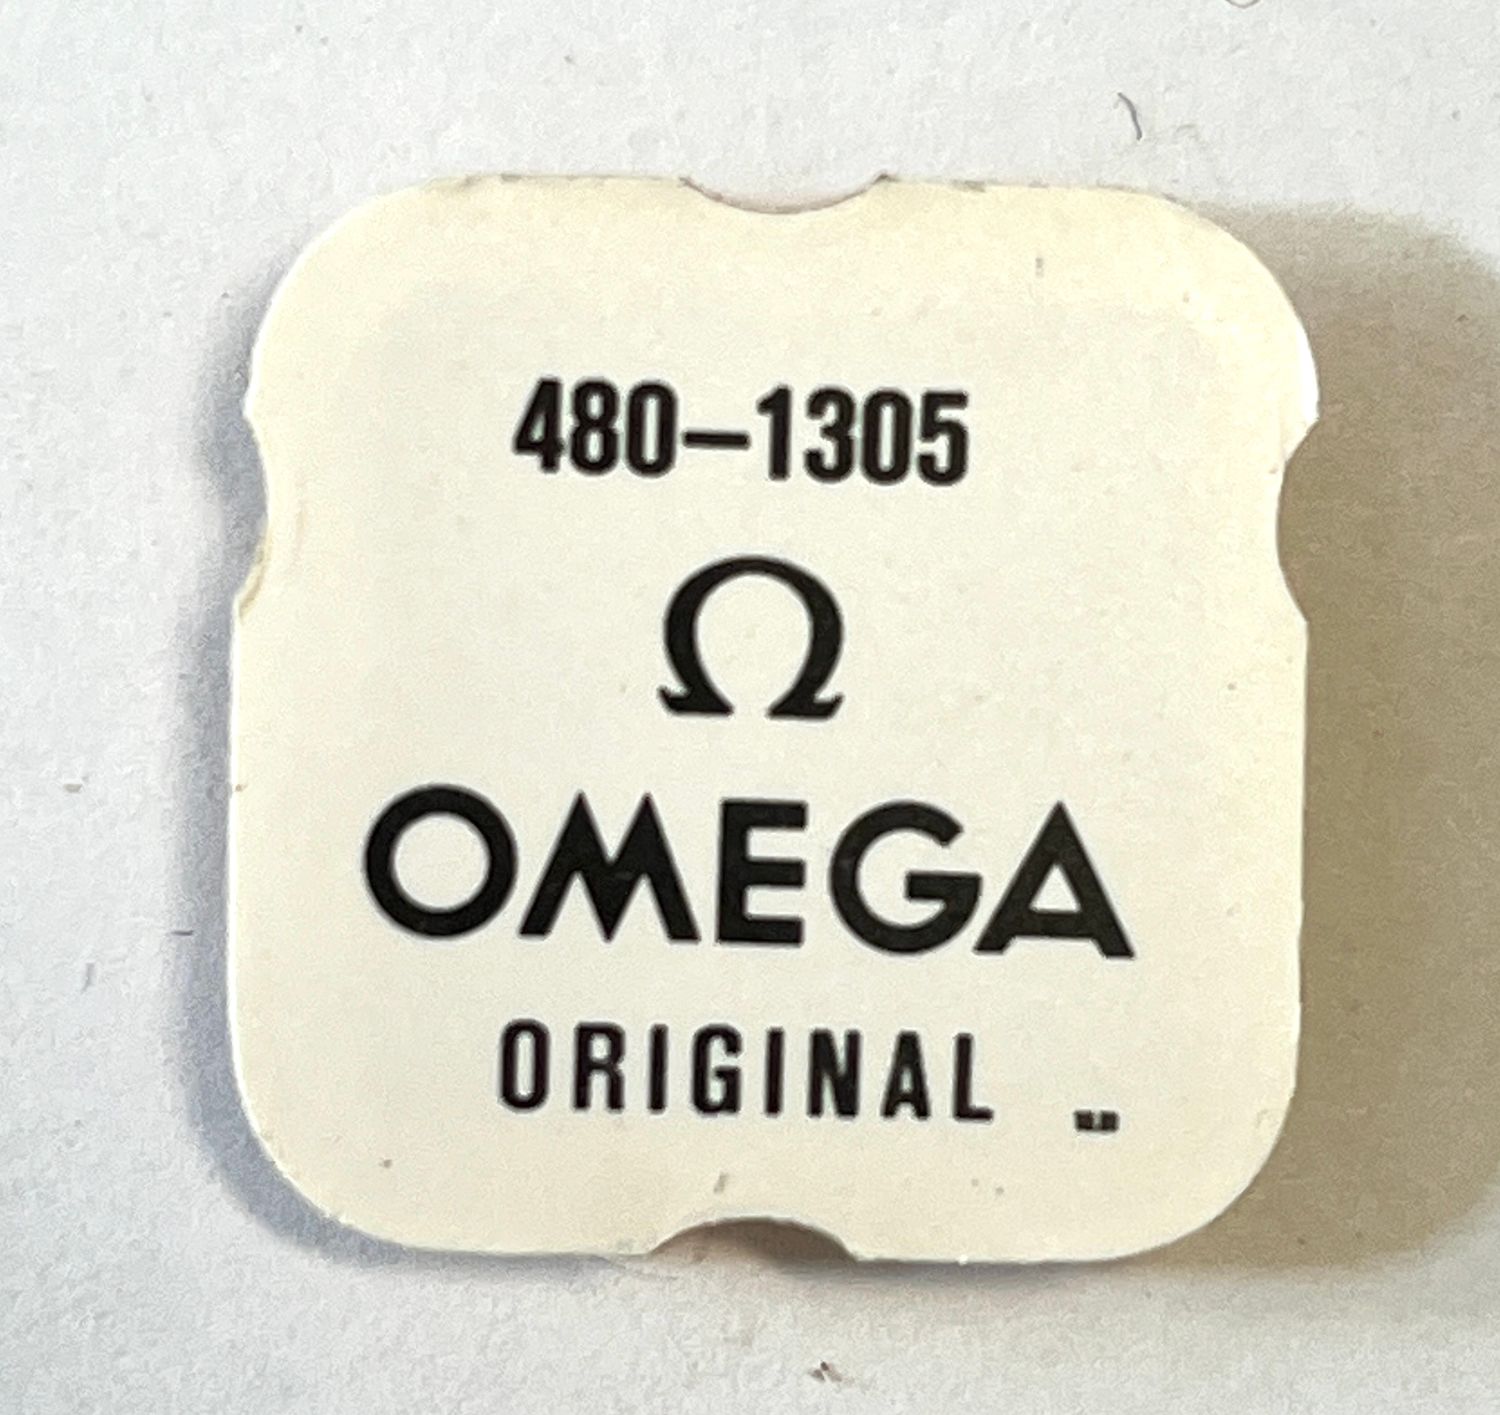 480–1305
Ω
OMEGA
ORIGINAL